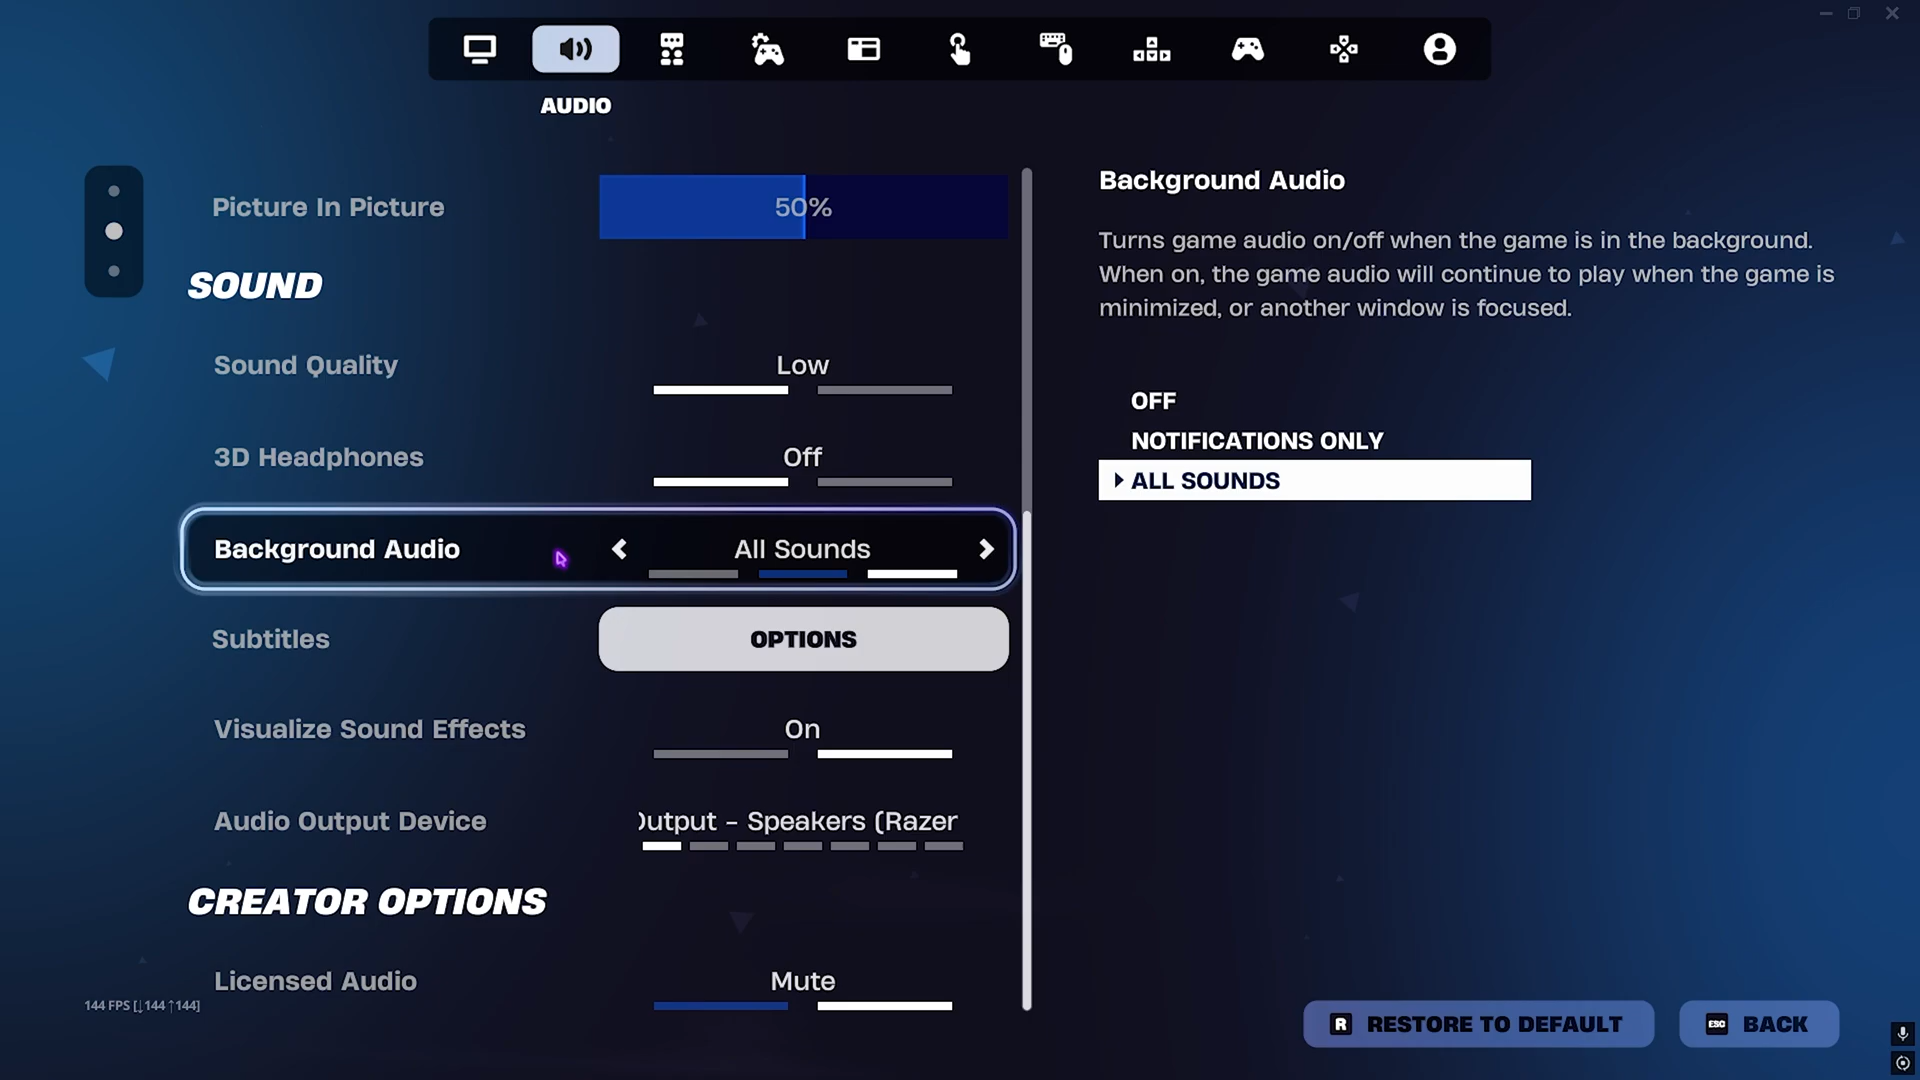 AUDIO
Picture In Picture
50%
SOUND
Sound Quality
Low
3D Headphones
Off
Background Audio
All Sounds
Subtitles
OPTIONS
Visualize Sound Effects
On
Audio Output Device
Output - Speakers (Razer
CREATOR OPTIONS
Licensed Audio
Mute
144 FPS [↓144 ↑144]
Background Audio
Turns game audio on/off when the game is in the background.
When on, the game audio will continue to play when the game is
minimized, or another window is focused.
OFF
NOTIFICATIONS ONLY
ALL SOUNDS
R RESTORE TO DEFAULT
ESC BACK